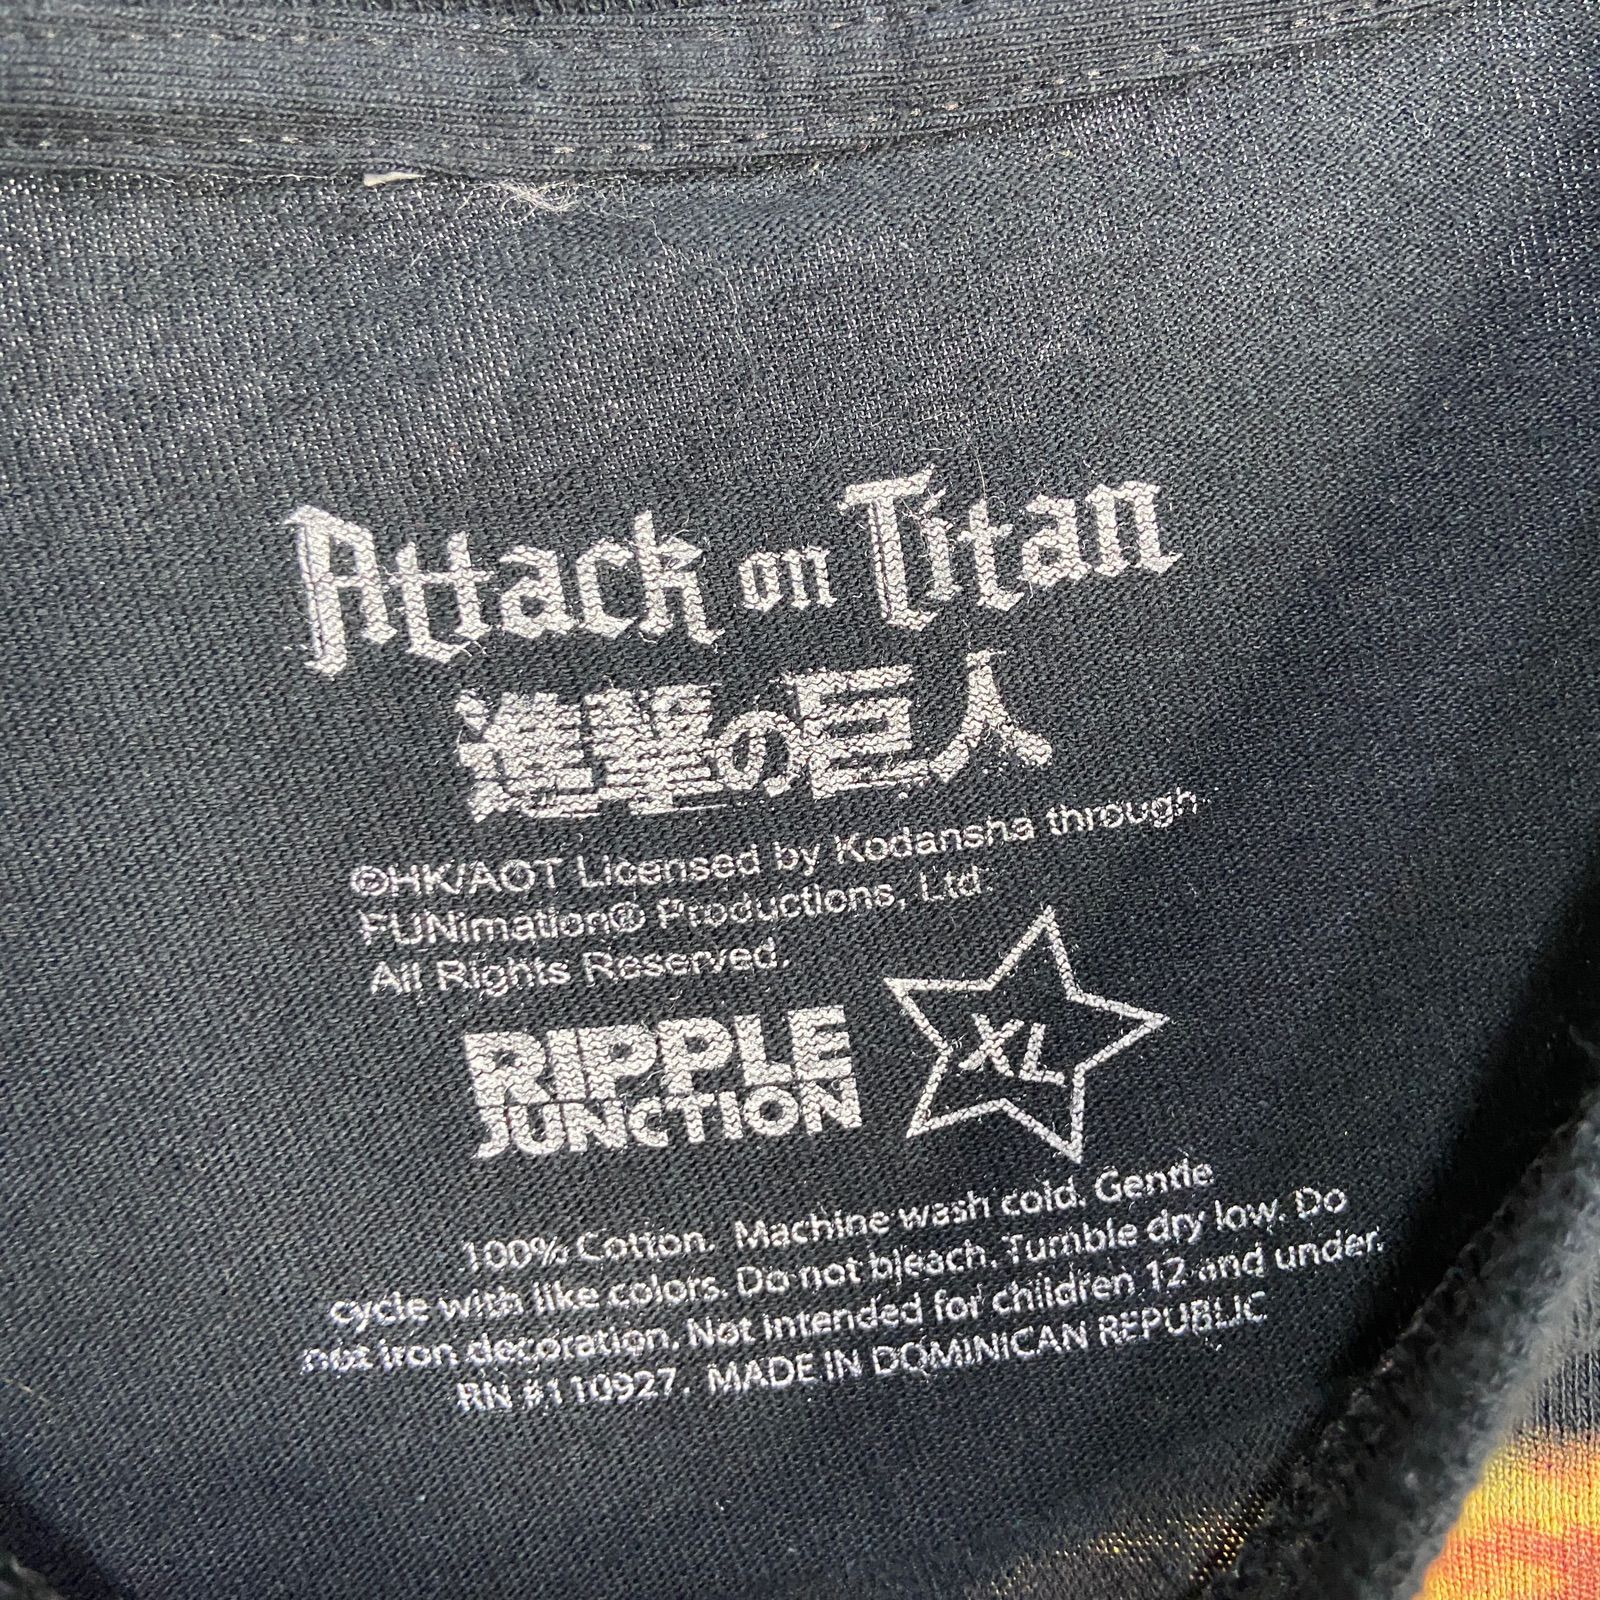 Attack on Titan
進撃の巨人
©HK/AOT Licensed by Kodansha through
FUNimation® Productions, Ltd.
All Rights Reserved.
RIPPLE
JUNCTION
XL
100% Cotton. Machine wash cold. Gentle
cycle with like colors. Do not bleach. Tumble dry low. Do
not iron decoration. Not intended for children 12 and under.
RN #110927. MADE IN DOMINICAN REPUBLIC